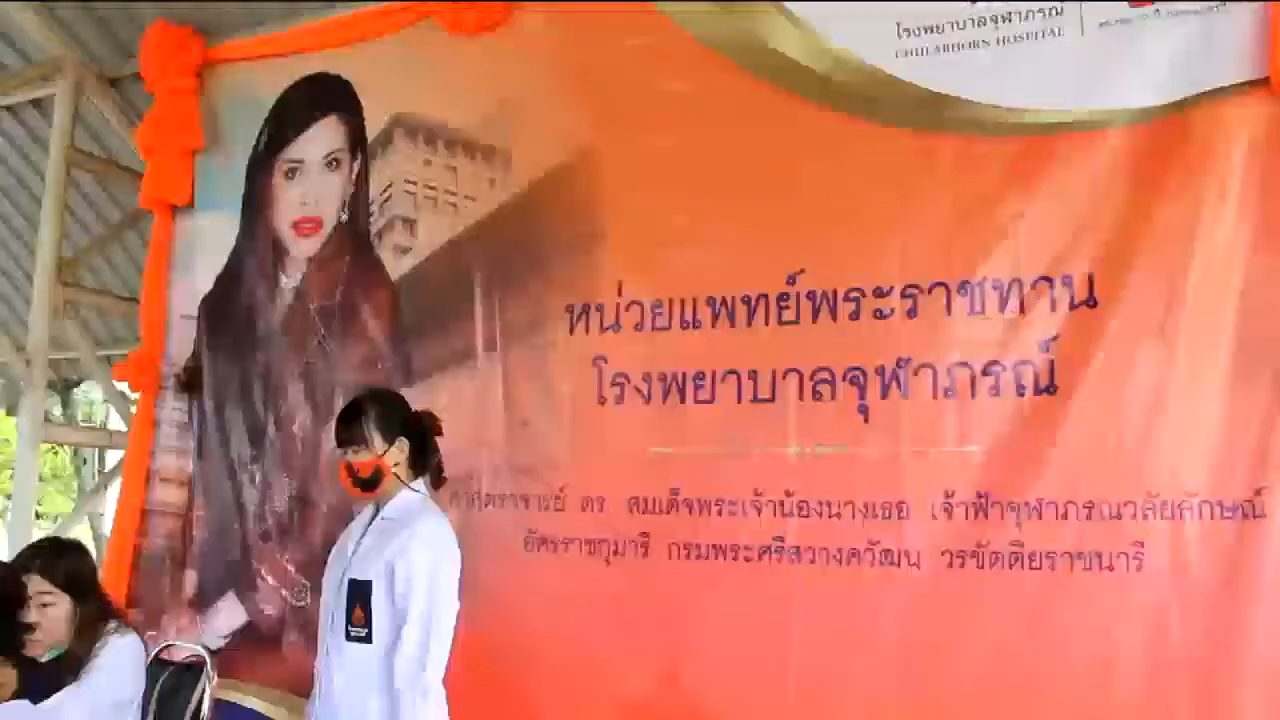 โรงพยาบาลจุฬาภรณ์
CHULABHORN HOSPITAL
หน่วยแพทย์พระราชทาน
โรงพยาบาลจุฬาภรณ์
ศาสตราจารย์ ดร. สมเด็จพระเจ้าน้องนางเธอ เจ้าฟ้าจุฬาภรณวลัยลักษณ์
อัครราชกุมารี กรมพระศรีสวางควัฒน วรขัตติยราชนารี